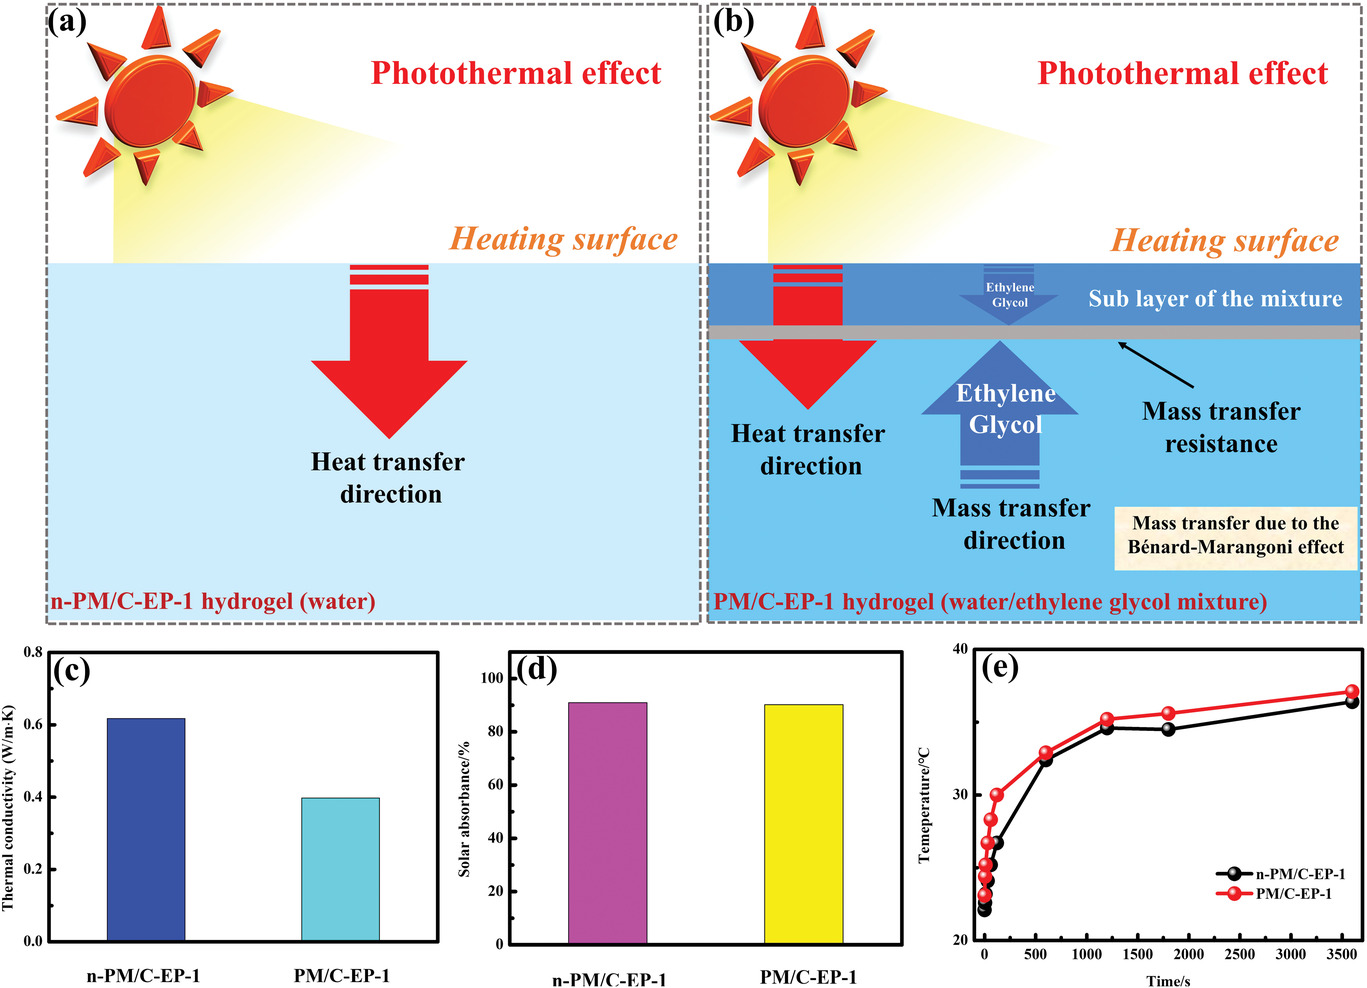 (a)
Photothermal effect
Heating surface
Heat transfer
direction
n-PM/C-EP-1 hydrogel (water)
(b)
Photothermal effect
Heating surface
Ethylene
Glycol
Sub layer of the mixture
Ethylene
Glycol
Mass transfer
resistance
Heat transfer
direction
Mass transfer
direction
Mass transfer due to the
Bénard-Marangoni effect
PM/C-EP-1 hydrogel (water/ethylene glycol mixture)
(c)
Thermal conductivity (W/m·K)
0.8
0.6
0.4
0.2
0.0
n-PM/C-EP-1 PM/C-EP-1
(d)
Solar absorbance/%
100
80
60
40
20
0
n-PM/C-EP-1 PM/C-EP-1
(e)
Temeperature/°C
40
30
20
n-PM/C-EP-1
PM/C-EP-1
0 500 1000 1500 2000 2500 3000 3500
Time/s